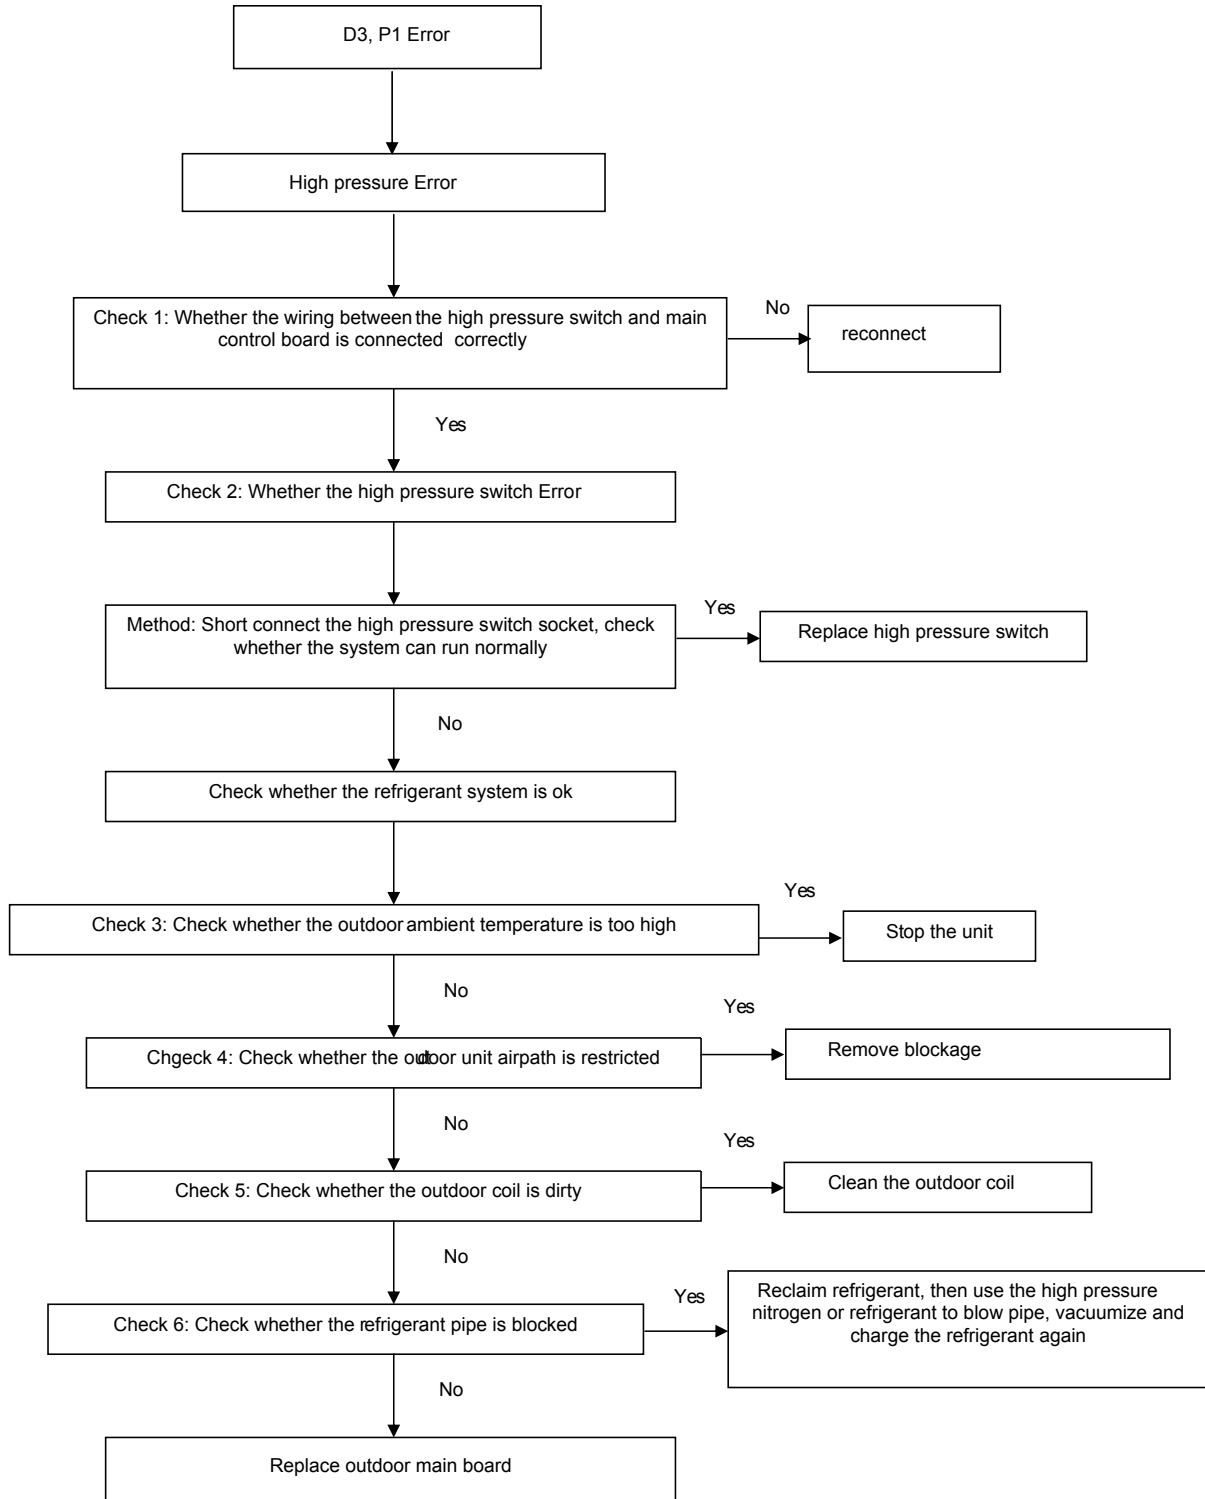 D3, P1 Error
High pressure Error
Check 1: Whether the wiring between the high pressure switch and main
control board is connected correctly
No
reconnect
Yes
Check 2: Whether the high pressure switch Error
Method: Short connect the high pressure switch socket, check
whether the system can run normally
Yes
Replace high pressure switch
No
Check whether the refrigerant system is ok
Check 3: Check whether the outdoor ambient temperature is too high
Yes
Stop the unit
No
Chgeck 4: Check whether the outdoor unit airpath is restricted
Yes
Remove blockage
No
Check 5: Check whether the outdoor coil is dirty
Yes
Clean the outdoor coil
No
Check 6: Check whether the refrigerant pipe is blocked
Yes
Reclaim refrigerant, then use the high pressure
nitrogen or refrigerant to blow pipe, vacuumize and
charge the refrigerant again
No
Replace outdoor main board